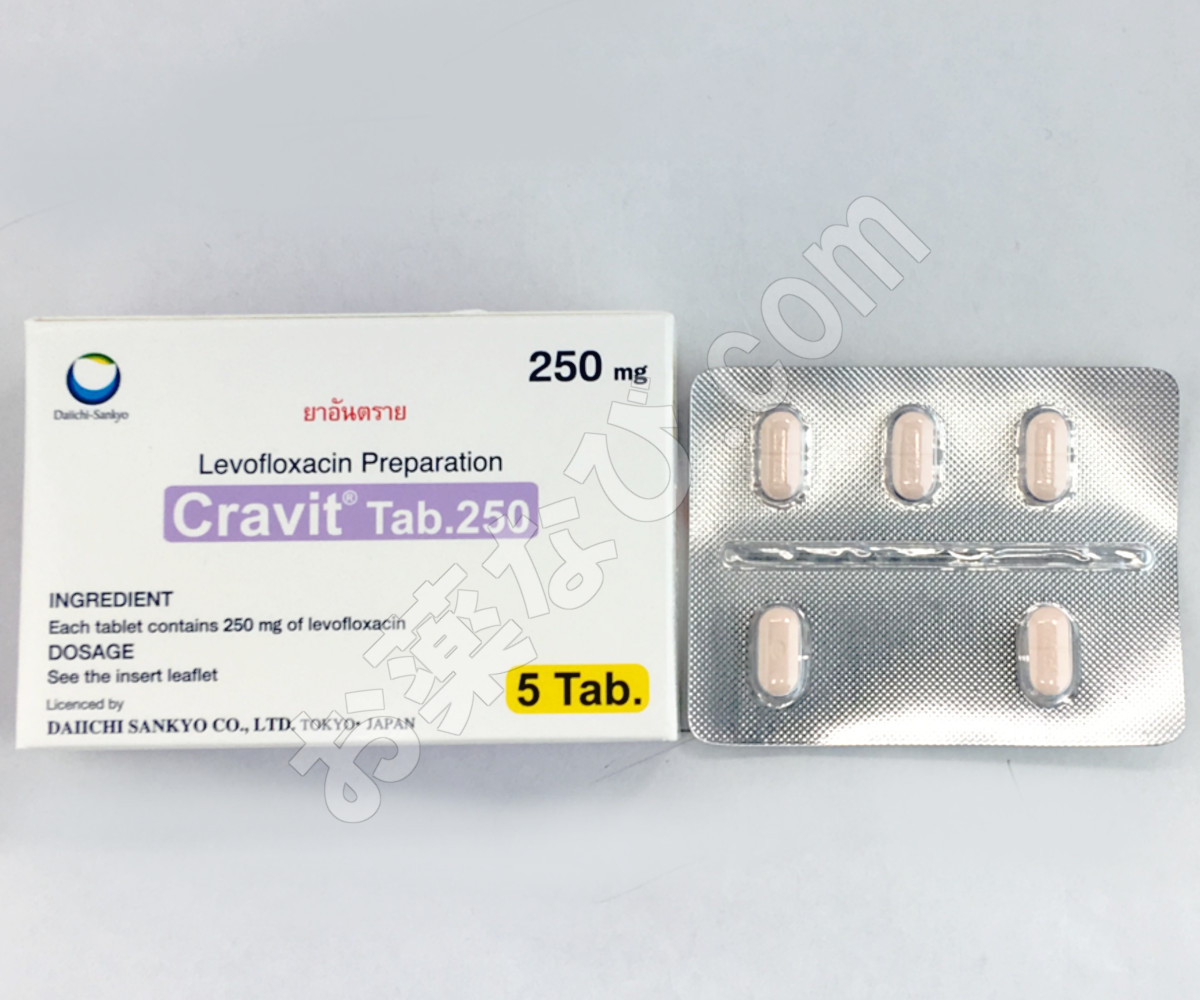 250 mg
Daiichi-Sankyo
ยาอันตราย
Levofloxacin Preparation
Cravit® Tab.250
INGREDIENT
Each tablet contains 250 mg of levofloxacin
DOSAGE
See the insert leaflet
Licenced by
DAIICHI SANKYO CO., LTD. TOKYO・JAPAN
5 Tab.
お薬なび.com